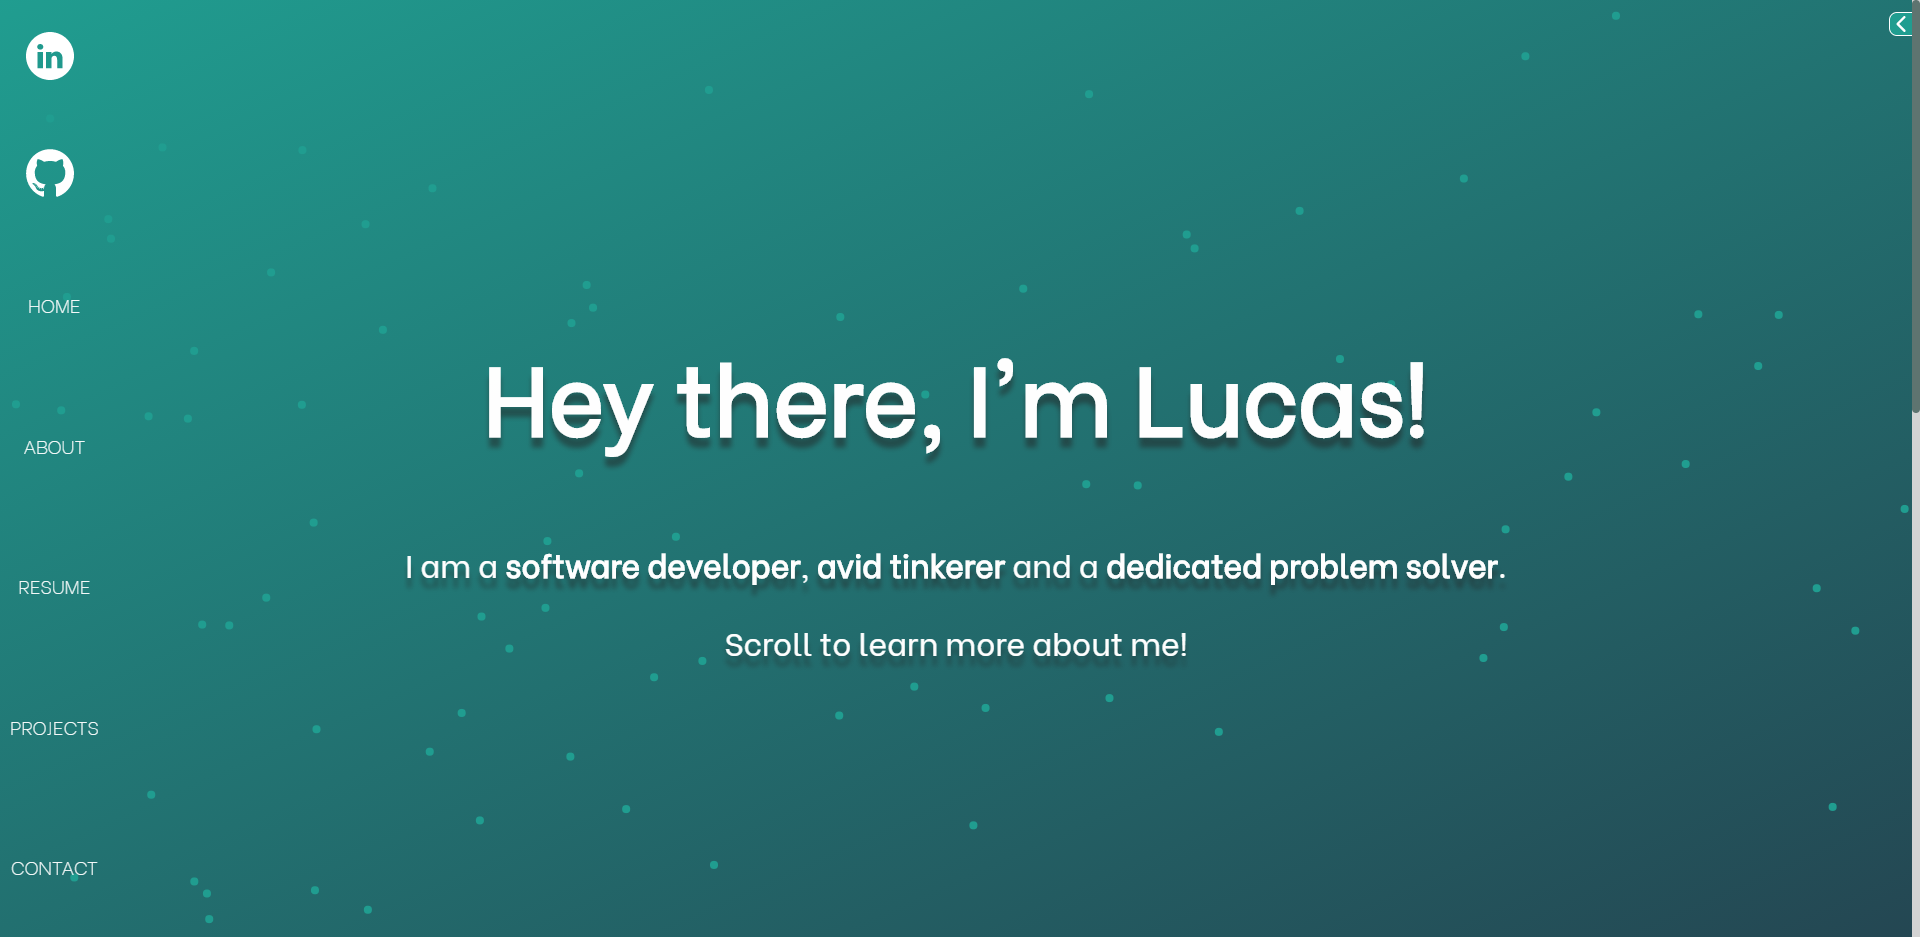 in
HOME
ABOUT
RESUME
PROJECTS
CONTACT
Hey there, I’m Lucas!
I am a software developer, avid tinkerer and a dedicated problem solver.
Scroll to learn more about me!